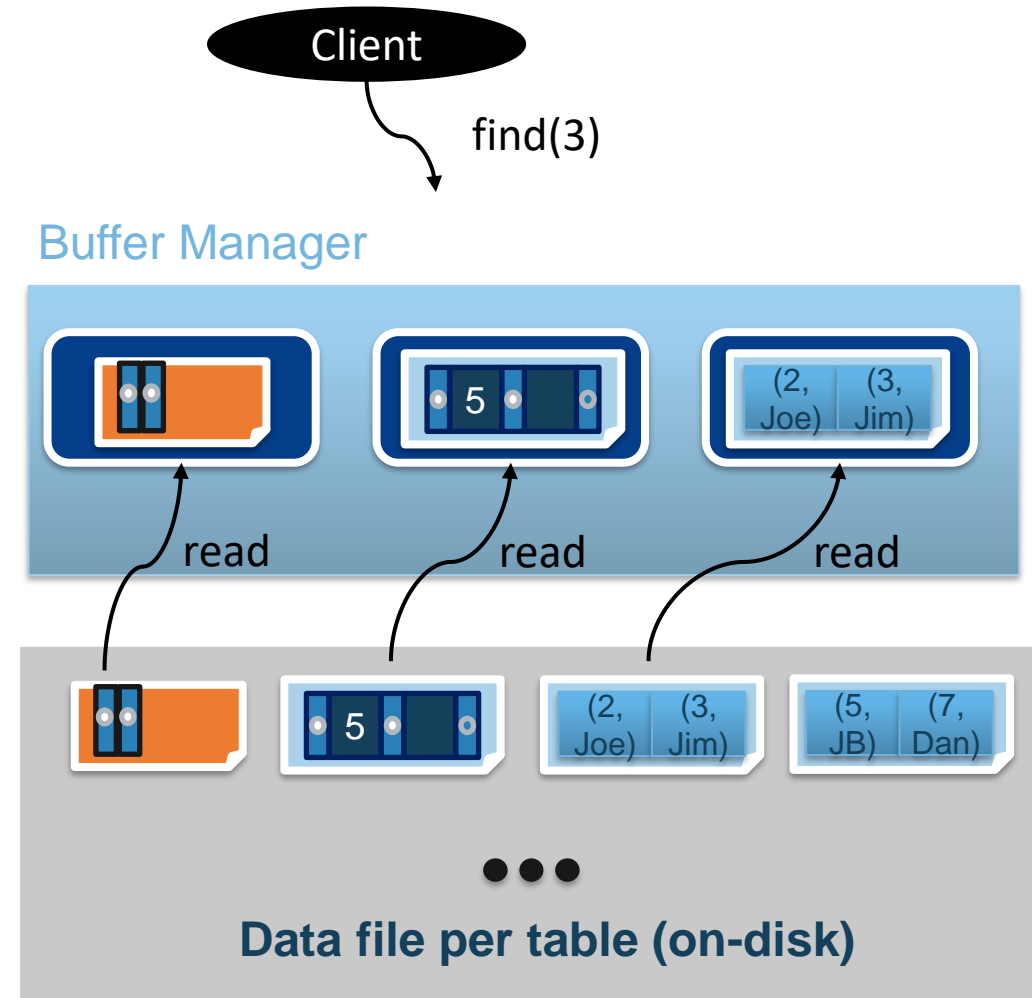 Client
find(3)
Buffer Manager
5
(2, (3,
Joe) Jim)
read read read
5
(2, (3, (5, (7,
Joe) Jim) JB) Dan)
Data file per table (on-disk)